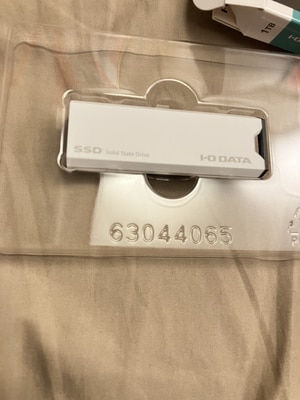 1TB
SSD Solid State Drive
I-O DATA
63044065
P